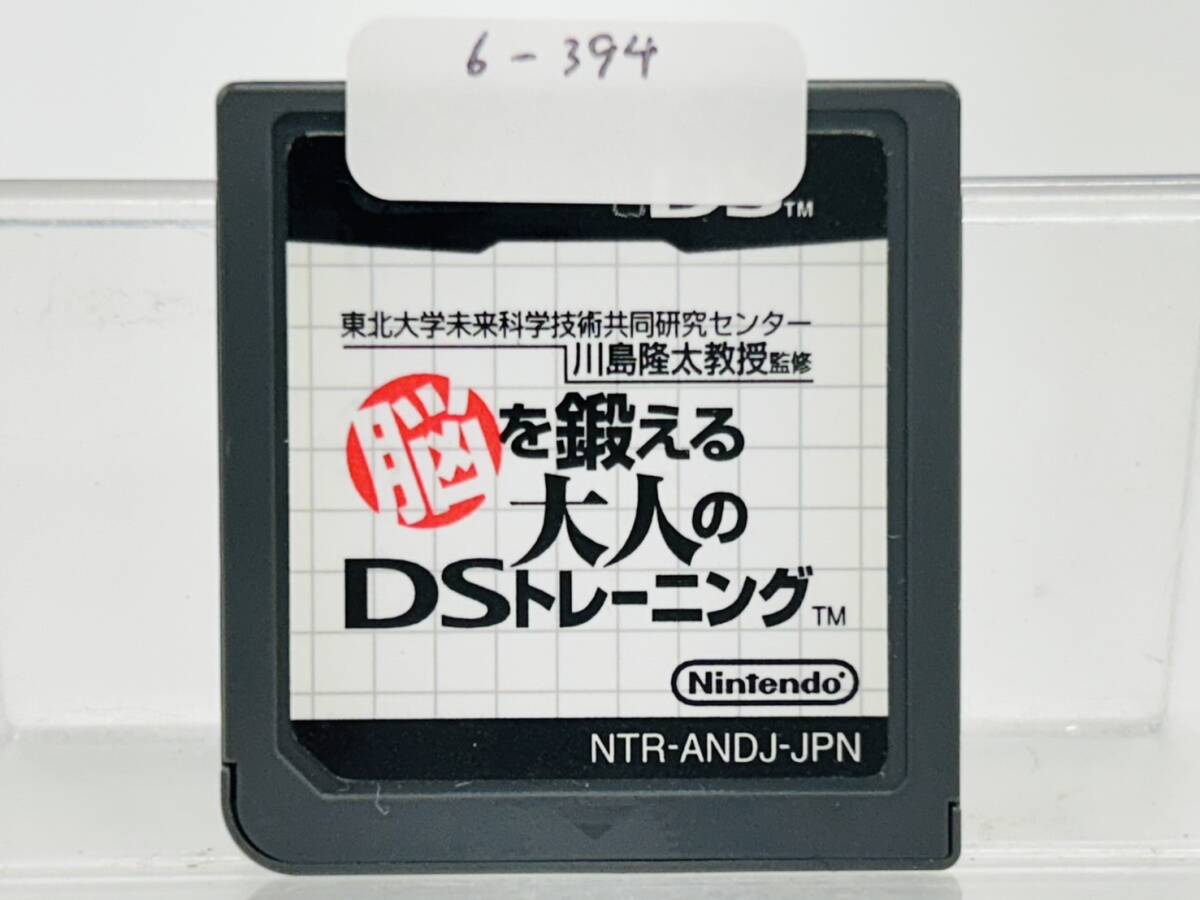 6-394
DS™
東北大学未来科学技術共同研究センター
川島隆太教授監修
脳を鍛える
大人の
DSトレーニング™
Nintendo
NTR-ANDJ-JPN